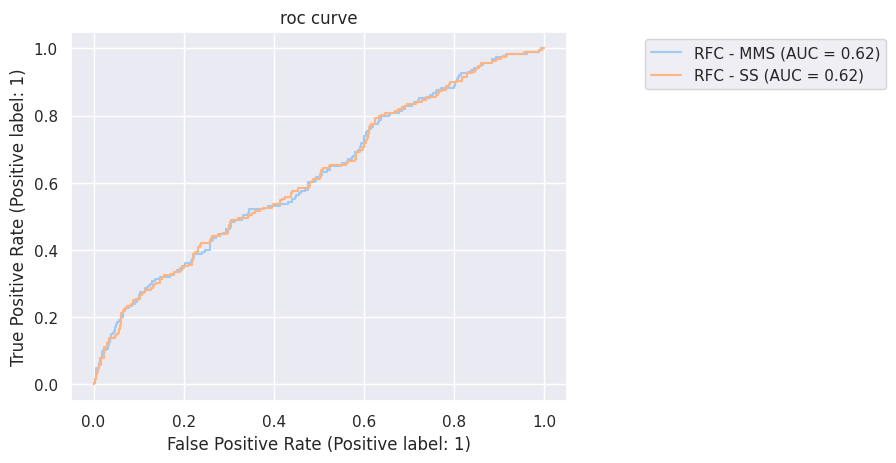 roc curve
RFC - MMS (AUC = 0.62)
RFC - SS (AUC = 0.62)
True Positive Rate (Positive label: 1)
1.0
0.8
0.6
0.4
0.2
0.0
0.0 0.2 0.4 0.6 0.8 1.0
False Positive Rate (Positive label: 1)